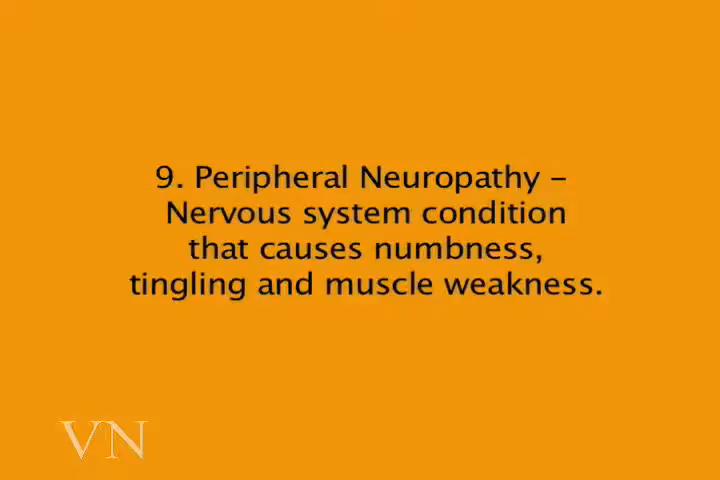 9. Peripheral Neuropathy –
Nervous system condition
that causes numbness,
tingling and muscle weakness.
VN